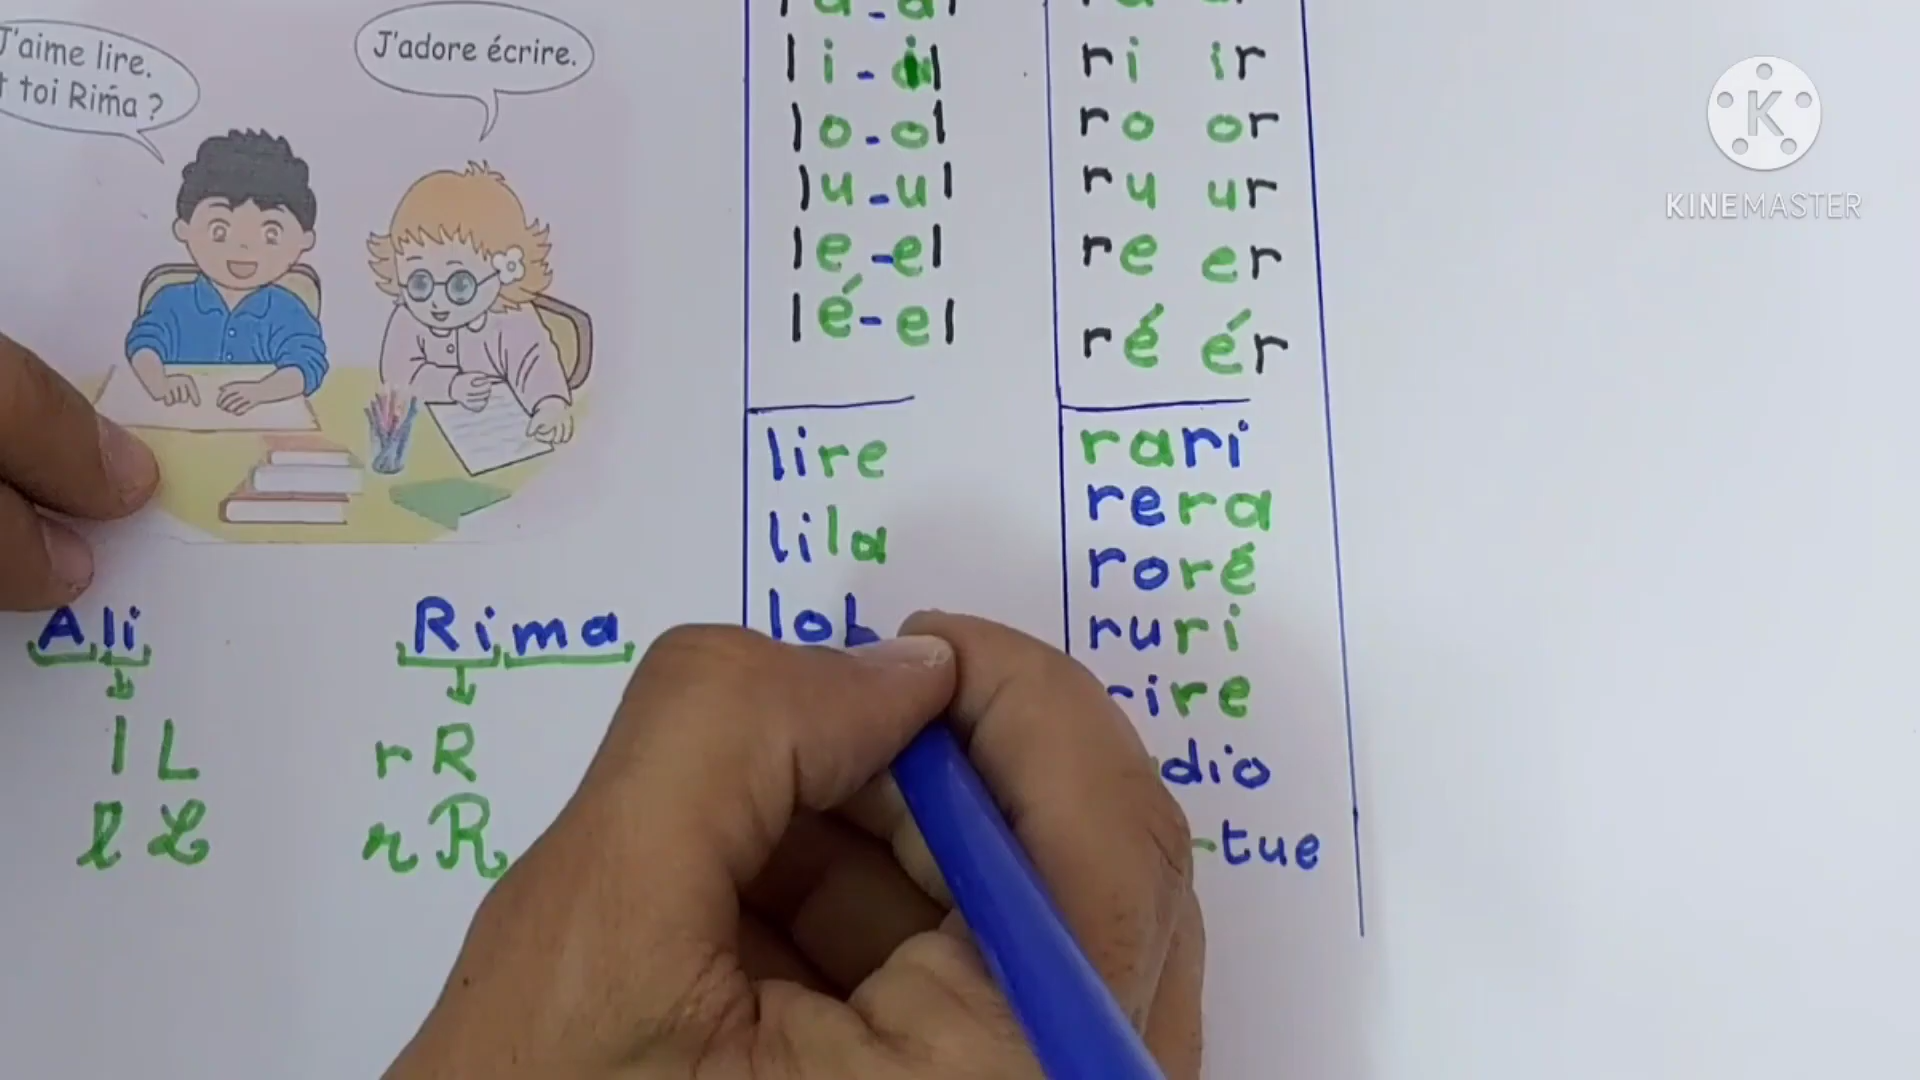 J'aime lire.
toi Rima ?
J'adore écrire.
Ali
Rima
l L
r R
l L
r R
li - il
lo - ol
lu - ul
le - el
lé - el
lire
lila
ri ir
ro or
ru ur
re er
ré ér
rari
rera
roré
ruri
rire
dio
tue
KINEMASTER